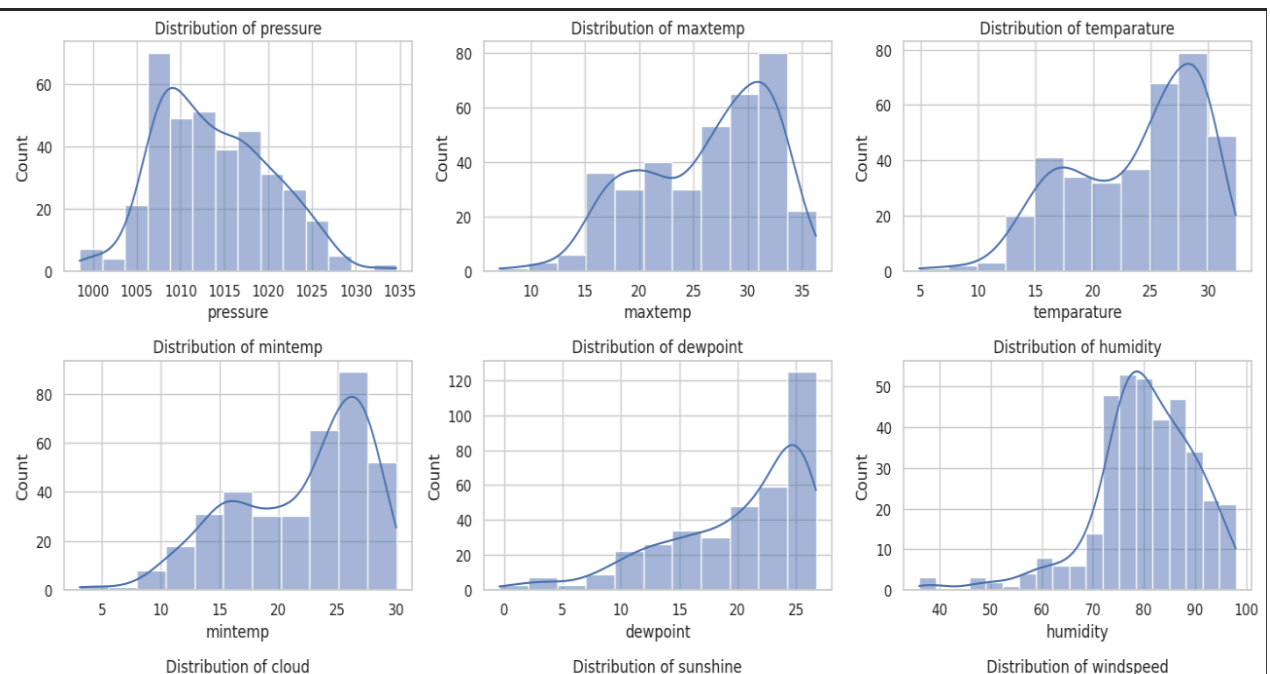 Distribution of pressure
Distribution of maxtemp
Distribution of temparature
Count
60
40
20
0
1000 1005 1010 1015 1020 1025 1030 1035
pressure
Count
80
60
40
20
0
10 15 20 25 30 35
maxtemp
Count
80
60
40
20
0
5 10 15 20 25 30
temparature
Distribution of mintemp
Distribution of dewpoint
Distribution of humidity
Count
80
60
40
20
0
5 10 15 20 25 30
mintemp
Count
120
100
80
60
40
20
0
0 5 10 15 20 25
dewpoint
Count
50
40
30
20
10
0
40 50 60 70 80 90 100
humidity
Distribution of cloud
Distribution of sunshine
Distribution of windspeed